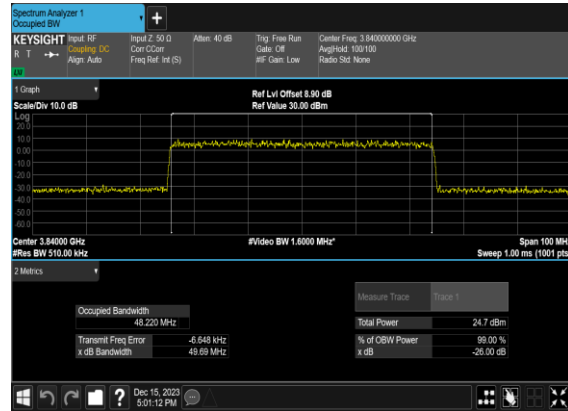 Spectrum Analyzer 1
Occupied BW
+
KEYSIGHT Input: RF Input Z: 50 Ω Atten: 40 dB Trig: Free Run Center Freq: 3.840000000 GHz
R T Coupling: DC Corr CCorr Gate: Off Avg|Hold: 100/100
Align: Auto Freq Ref: Int (S) #IF Gain: Low Radio Std: None
1 Graph
Scale/Div 10.0 dB Ref Lvl Offset 8.90 dB
Ref Value 30.00 dBm
Log
20.0
10.0
0.00
-10.0
-20.0
-30.0
-40.0
-50.0
-60.0
Center 3.84000 GHz #Video BW 1.6000 MHz* Span 100 MH
#Res BW 510.00 kHz Sweep 1.00 ms (1001 pts
2 Metrics
Measure Trace Trace 1
Occupied Bandwidth
48.220 MHz Total Power 24.7 dBm
Transmit Freq Error -6.648 kHz % of OBW Power 99.00 %
x dB Bandwidth 49.69 MHz x dB -26.00 dB
? Dec 15, 2023
5:01:12 PM